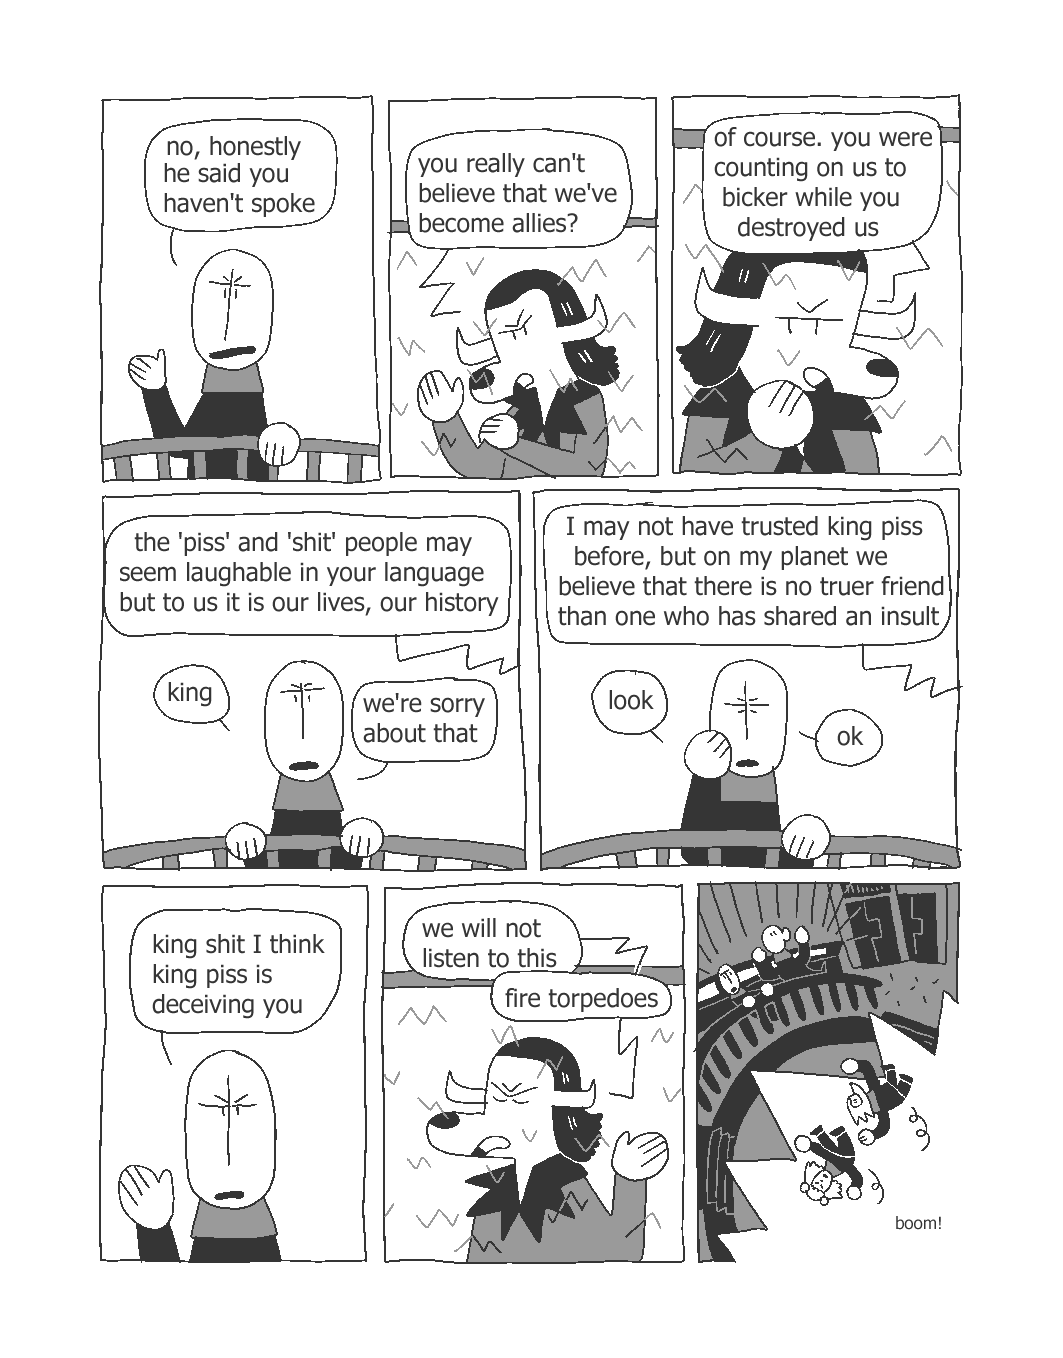 no, honestly
he said you
haven't spoke
you really can't
believe that we've
become allies?
of course. you were
counting on us to
bicker while you
destroyed us
the 'piss' and 'shit' people may
seem laughable in your language
but to us it is our lives, our history
king
we're sorry
about that
I may not have trusted king piss
before, but on my planet we
believe that there is no truer friend
than one who has shared an insult
look
ok
king shit I think
king piss is
deceiving you
we will not
listen to this
fire torpedoes
boom!